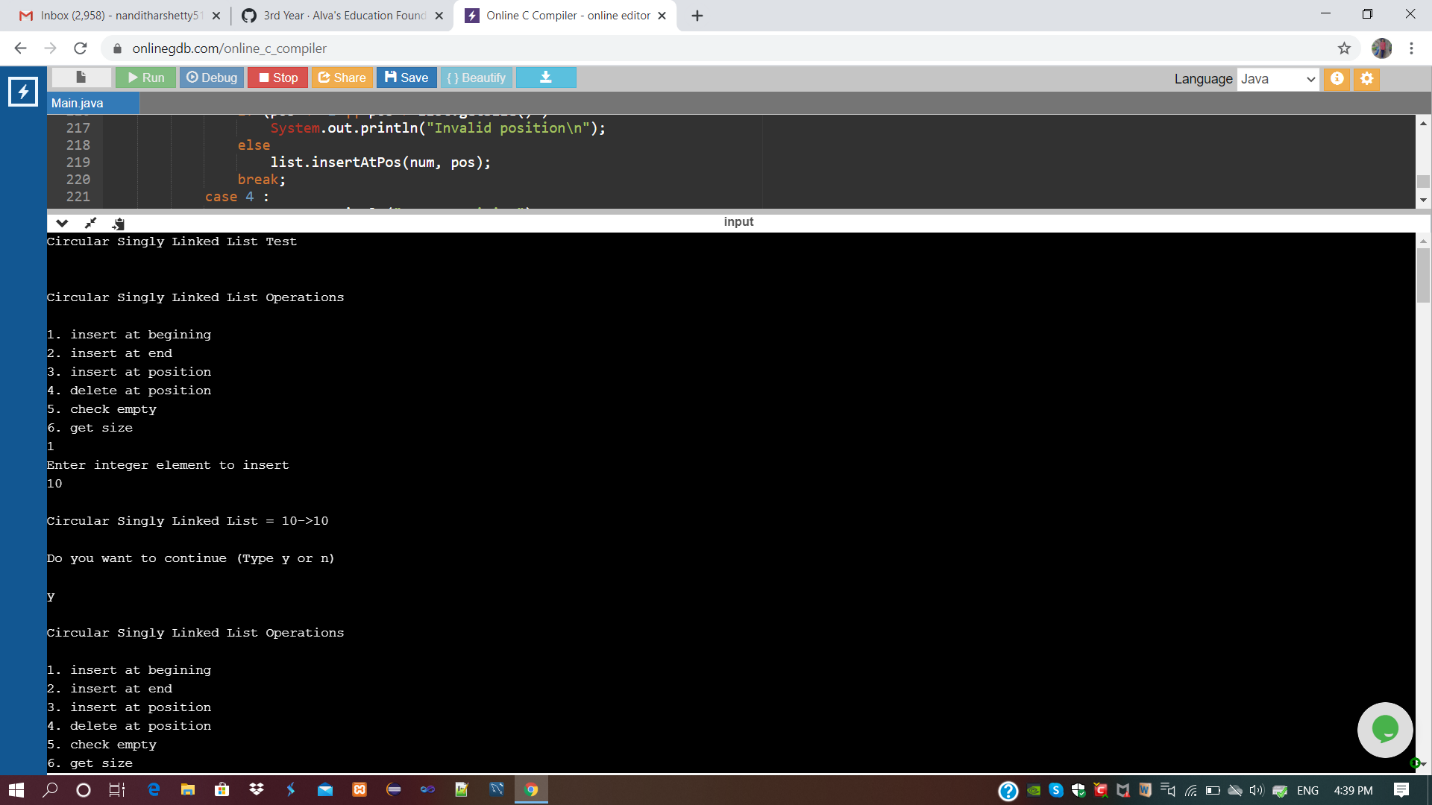 Inbox (2,958) - nanditharshetty51
3rd Year · Alva's Education Found
Online C Compiler - online editor
onlinegdb.com/online_c_compiler
Run
Debug
Stop
Share
Save
{ } Beautify
Language
Java
Main.java
217 System.out.println("Invalid position\n");
218 else
219 list.insertAtPos(num, pos);
220 break;
221 case 4 :
input
Circular Singly Linked List Test
Circular Singly Linked List Operations
1. insert at begining
2. insert at end
3. insert at position
4. delete at position
5. check empty
6. get size
1
Enter integer element to insert
10
Circular Singly Linked List = 10->10
Do you want to continue (Type y or n)
y
Circular Singly Linked List Operations
1. insert at begining
2. insert at end
3. insert at position
4. delete at position
5. check empty
6. get size
ENG
4:39 PM